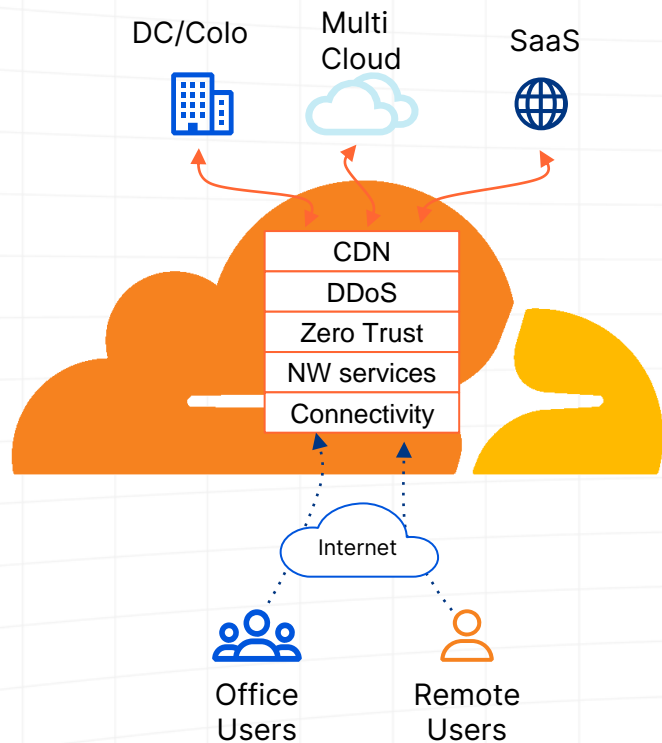 DC/Colo
Multi
Cloud
SaaS
CDN
DDoS
Zero Trust
NW services
Connectivity
Internet
Office
Users
Remote
Users